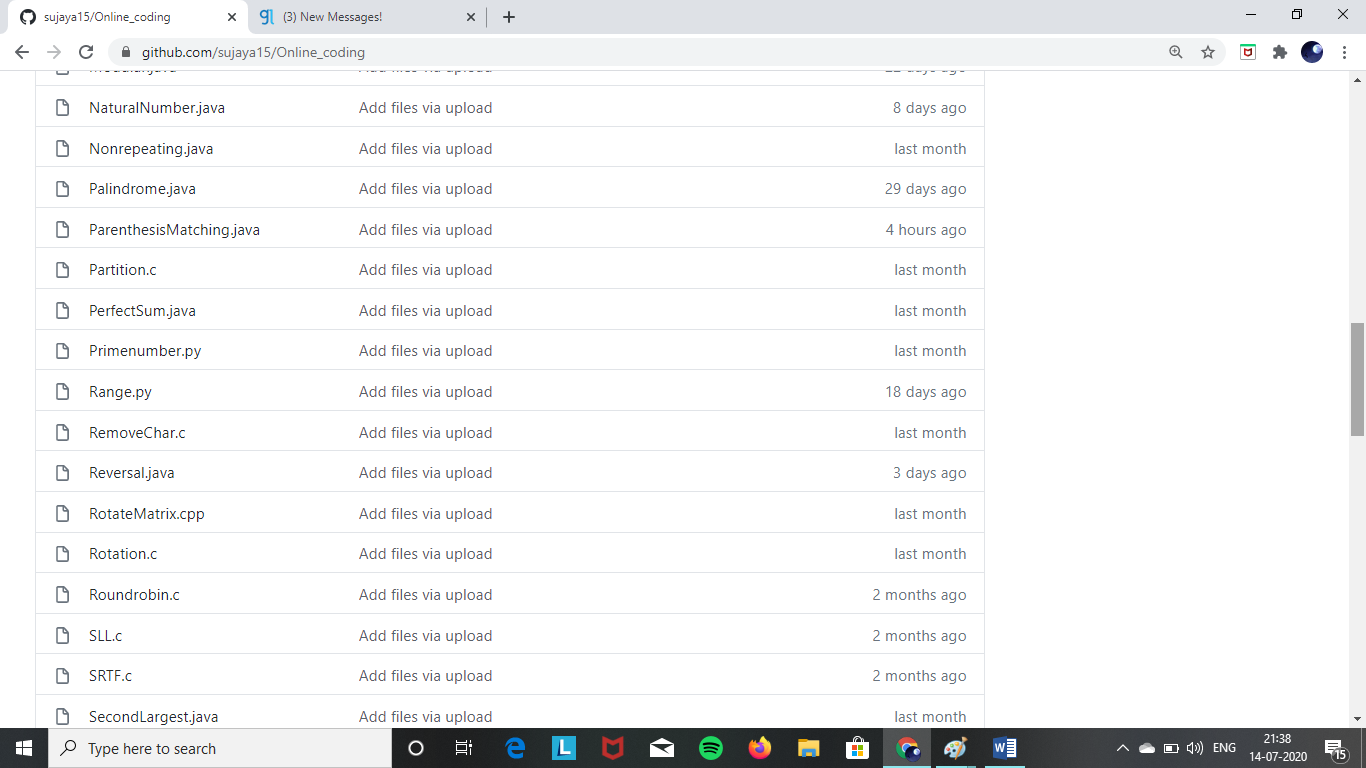 sujaya15/Online_coding (3) New Messages!
github.com/sujaya15/Online_coding
Add files via upload 22 days ago
NaturalNumber.java Add files via upload 8 days ago
Nonrepeating.java Add files via upload last month
Palindrome.java Add files via upload 29 days ago
ParenthesisMatching.java Add files via upload 4 hours ago
Partition.c Add files via upload last month
PerfectSum.java Add files via upload last month
Primenumber.py Add files via upload last month
Range.py Add files via upload 18 days ago
RemoveChar.c Add files via upload last month
Reversal.java Add files via upload 3 days ago
RotateMatrix.cpp Add files via upload last month
Rotation.c Add files via upload last month
Roundrobin.c Add files via upload 2 months ago
SLL.c Add files via upload 2 months ago
SRTF.c Add files via upload 2 months ago
SecondLargest.java Add files via upload last month
Type here to search L ENG 21:38
14-07-2020 15